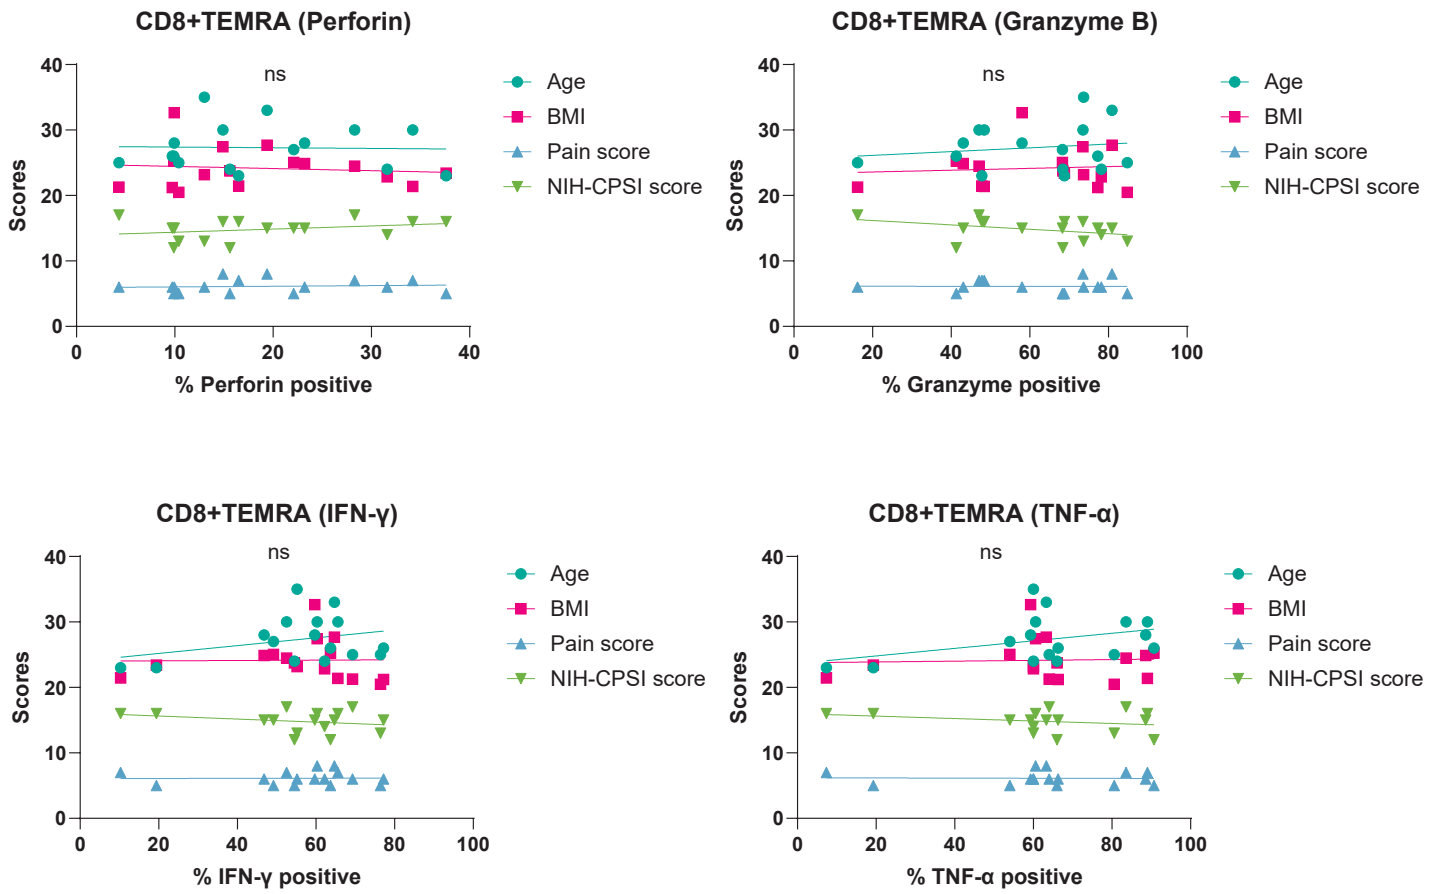 CD8+TEMRA (Perforin)
ns
Scores
40
30
20
10
0
0 10 20 30 40
% Perforin positive
Age
BMI
Pain score
NIH-CPSI score
CD8+TEMRA (Granzyme B)
ns
Scores
40
30
20
10
0
0 20 40 60 80 100
% Granzyme positive
Age
BMI
Pain score
NIH-CPSI score
CD8+TEMRA (IFN-γ)
ns
Scores
40
30
20
10
0
0 20 40 60 80 100
% IFN-γ positive
Age
BMI
Pain score
NIH-CPSI score
CD8+TEMRA (TNF-α)
ns
Scores
40
30
20
10
0
0 20 40 60 80 100
% TNF-α positive
Age
BMI
Pain score
NIH-CPSI score